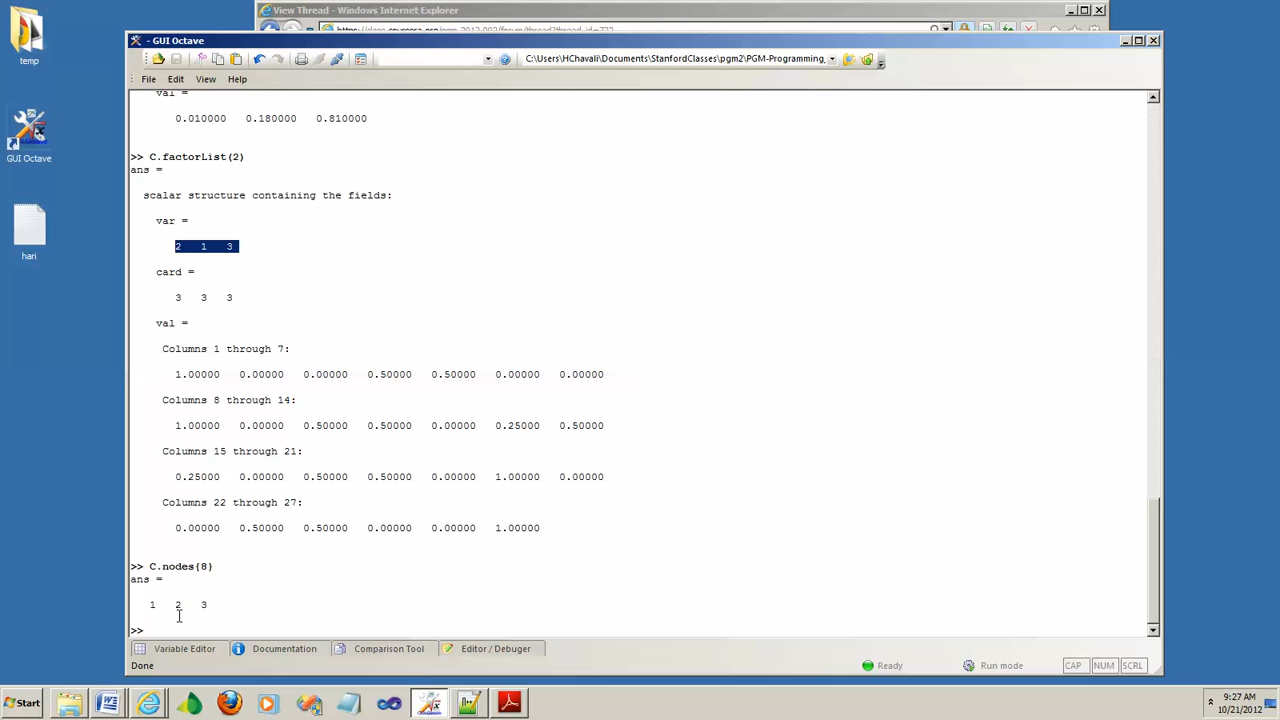 View Thread - Windows Internet Explorer
temp
- GUI Octave
C:\Users\HChavali\Documents\StanfordClasses\pgm2\PGM-Programming_
File Edit View Help
val =
0.010000 0.180000 0.810000
GUI Octave
>> C.factorList(2)
ans =
scalar structure containing the fields:
var =
2 1 3
hari
card =
3 3 3
val =
Columns 1 through 7:
1.00000 0.00000 0.00000 0.50000 0.50000 0.00000 0.00000
Columns 8 through 14:
1.00000 0.00000 0.50000 0.50000 0.00000 0.25000 0.50000
Columns 15 through 21:
0.25000 0.00000 0.50000 0.50000 0.00000 1.00000 0.00000
Columns 22 through 27:
0.00000 0.50000 0.50000 0.00000 0.00000 1.00000
>> C.nodes{8}
ans =
1 2 3
>>
Variable Editor Documentation Comparison Tool Editor / Debuger
Done Ready Run mode CAP NUM SCRL
Start
9:27 AM
10/21/2012